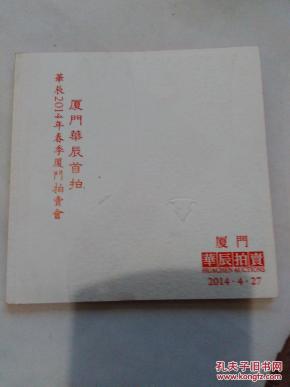 厦門華辰首拍
華辰2014年春季厦門拍賣會
厦門
華辰拍賣
HUACHEN AUCTIONS
2014·4·27
孔夫子旧书网